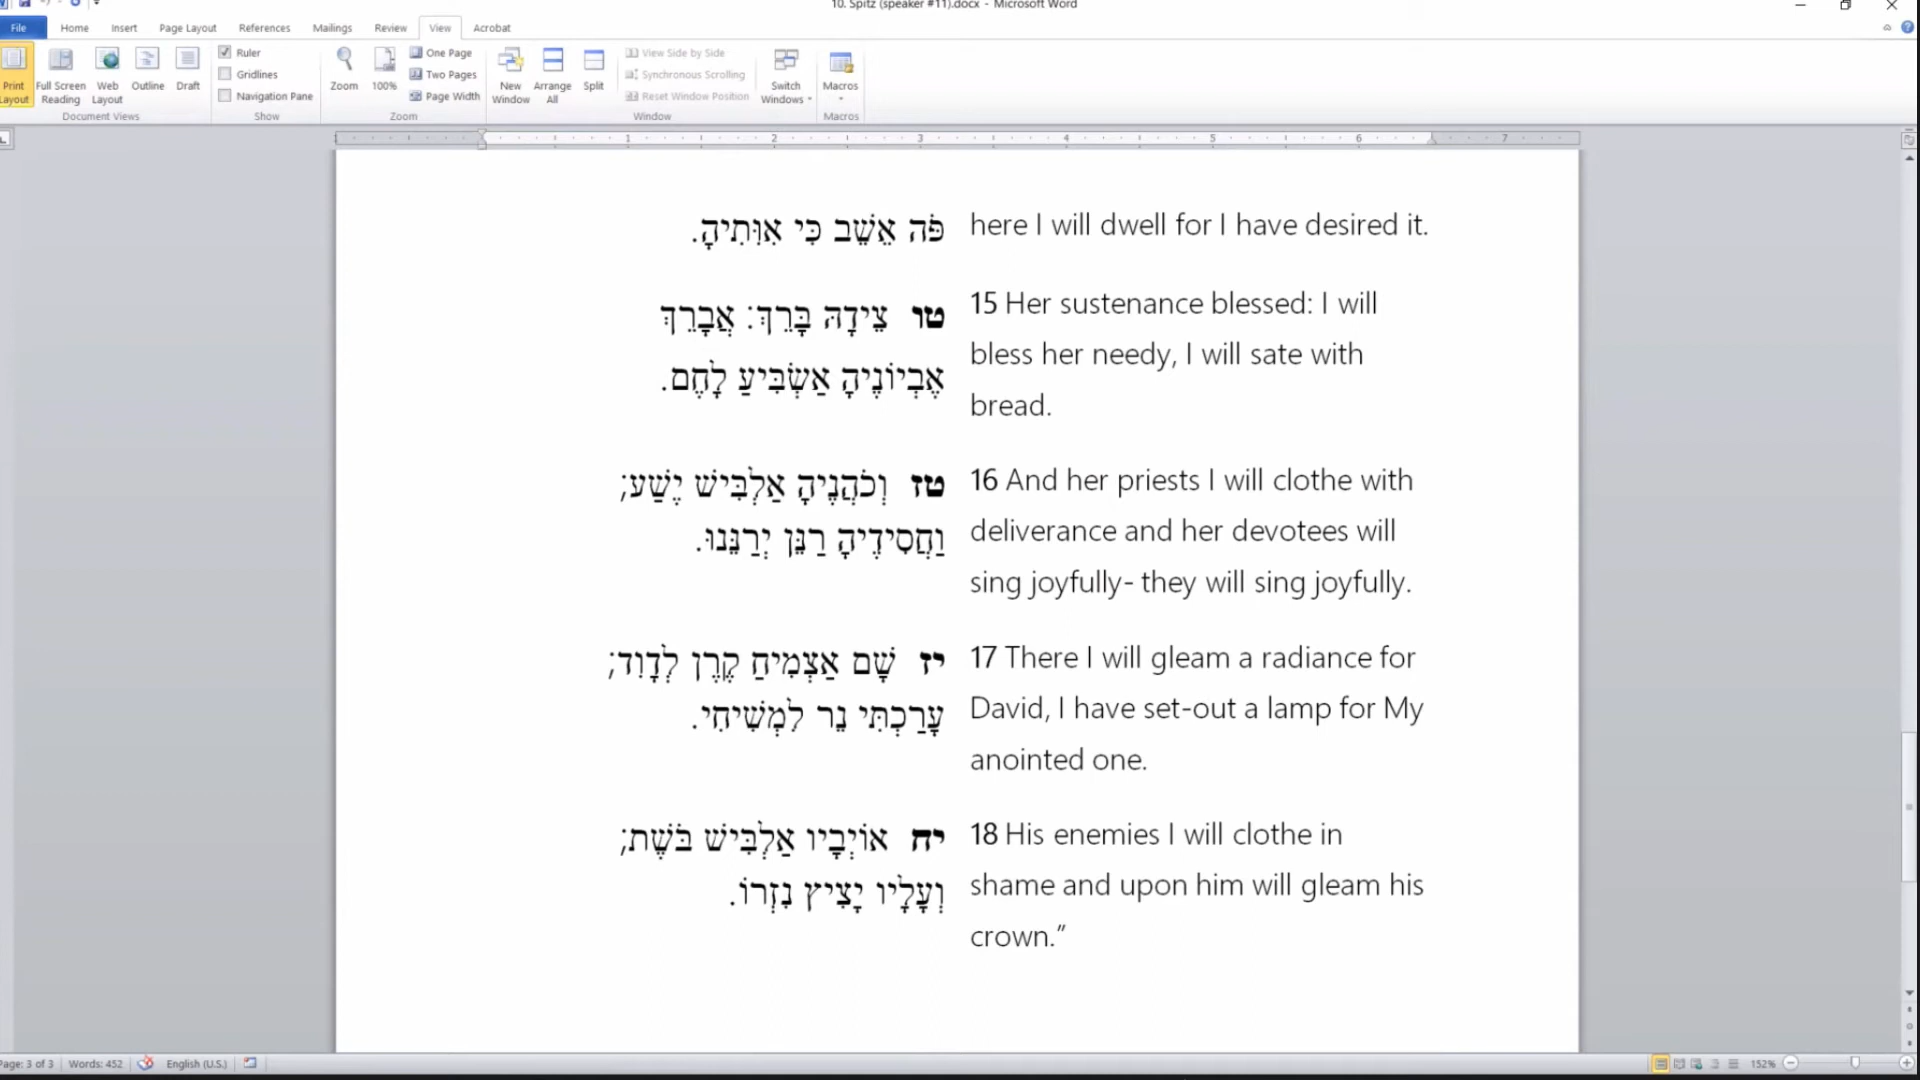 10. Spitz (speaker #11).docx - Microsoft Word
File Home Insert Page Layout References Mailings Review View Acrobat
Print Layout Full Screen Reading Web Layout Outline Draft
Document Views
Ruler
Gridlines
Navigation Pane
Show
Zoom 100% One Page
Two Pages
Page Width
Zoom
New Window Arrange All Split
View Side by Side
Synchronous Scrolling
Reset Window Position
Switch Windows
Window
Macros
Macros
1 1 2 3 4 5 6 7
פֹּה אֵשֵׁב כִּי אִוִּתִיהָ.
here I will dwell for I have desired it.
טו צֵידָהּ בָּרֵךְ: אֲבָרֵךְ
אֶבְיוֹנֶיהָ אַשְׂבִּיעַ לָחֶם.
15 Her sustenance blessed: I will
bless her needy, I will sate with
bread.
טז וְכֹהֲנֶיהָ אַלְבִּישׁ יֶשַׁע;
וַחֲסִידֶיהָ רַנֵּן יְרַנֵּנוּ.
16 And her priests I will clothe with
deliverance and her devotees will
sing joyfully- they will sing joyfully.
יז שָׁם אַצְמִיחַ קֶרֶן לְדָוִד;
עָרַכְתִּי נֵר לִמְשִׁיחִי.
17 There I will gleam a radiance for
David, I have set-out a lamp for My
anointed one.
יח אוֹיְבָיו אַלְבִּישׁ בֹּשֶׁת;
וְעָלָיו יָצִיץ נִזְרוֹ.
18 His enemies I will clothe in
shame and upon him will gleam his
crown.”
Page: 3 of 3 Words: 452 English (U.S.) 152%